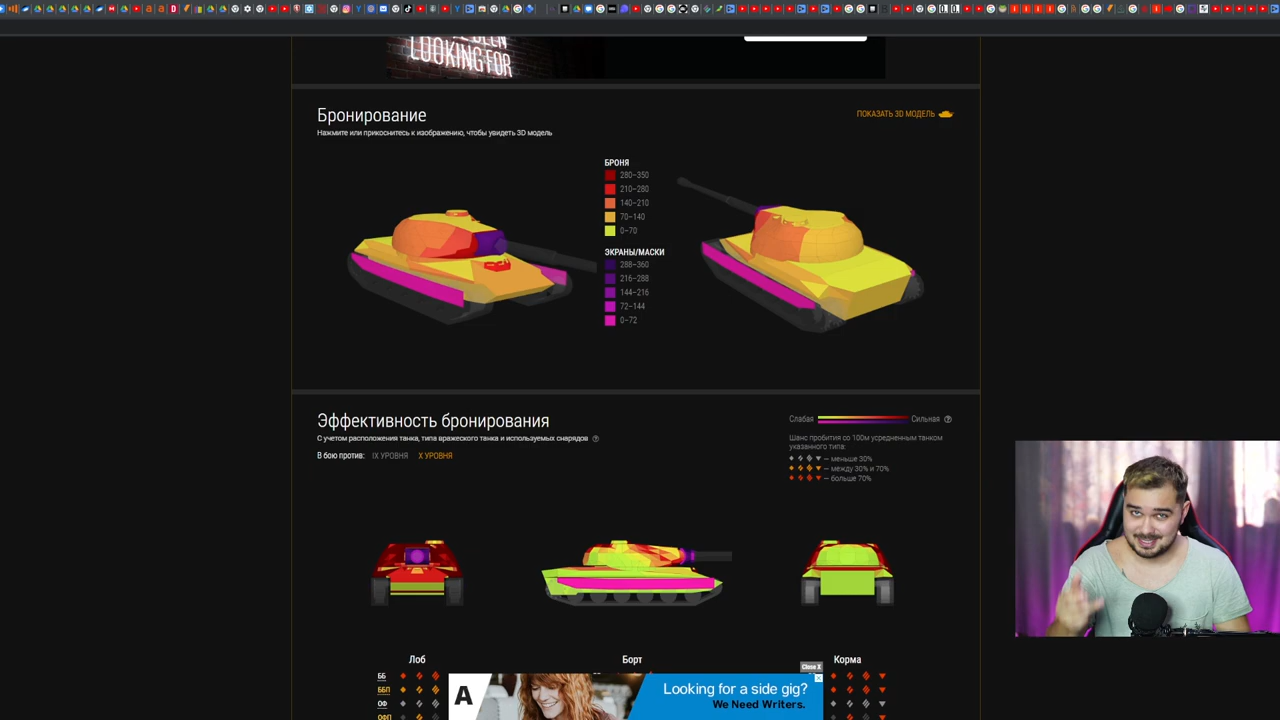 LOOKING FOR
Бронирование
Нажмите или прикоснитесь к изображению, чтобы увидеть 3D модель
ПОКАЗАТЬ 3D МОДЕЛЬ
БРОНЯ
280–350
210–280
140–210
70–140
0–70
ЭКРАНЫ/МАСКИ
288–360
216–288
144–216
72–144
0–72
Эффективность бронирования
С учетом расположения танка, типа вражеского танка и используемых снарядов
В бою против: IX УРОВНЯ X УРОВНЯ
Слабая Сильная
Шанс пробития со 100м усредненным танком
указанного типа:
— меньше 30%
— между 30% и 70%
— больше 70%
Лоб Борт Корма
ББ
ББП
ОФ
ОФП
Close X
A
Looking for a side gig?
We Need Writers.